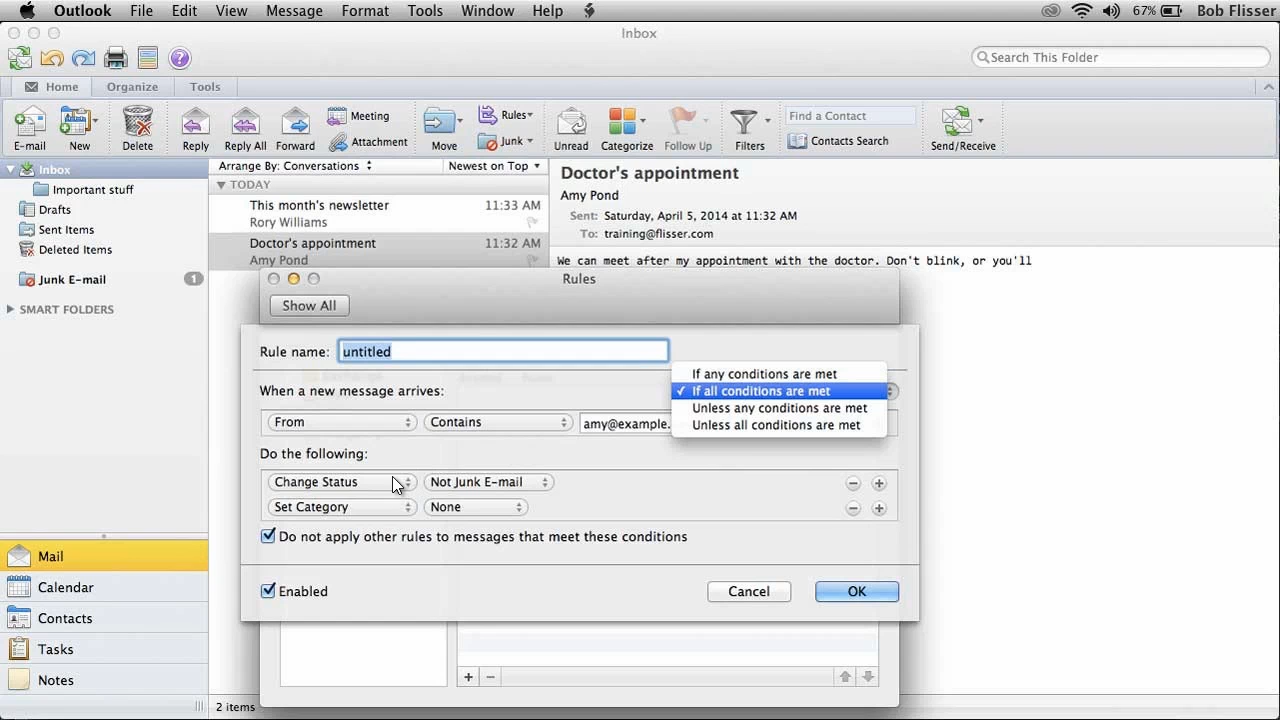 Outlook File Edit View Message Format Tools Window Help 67% Bob Flisser
Inbox
Search This Folder
Home Organize Tools
E-mail New Delete Reply Reply All Forward Meeting Attachment Move Rules Junk Unread Categorize Follow Up Filters Find a Contact Contacts Search Send/Receive
Inbox
Important stuff
Drafts
Sent Items
Deleted Items
Junk E-mail 1
SMART FOLDERS
Arrange By: Conversations Newest on Top
TODAY
This month's newsletter 11:33 AM
Rory Williams
Doctor's appointment 11:32 AM
Amy Pond
Doctor's appointment
Amy Pond
Sent: Saturday, April 5, 2014 at 11:32 AM
To: training@flisser.com
We can meet after my appointment with the doctor. Don't blink, or you'll
Rules
Show All
Rule name: untitled
When a new message arrives:
If any conditions are met
✓ If all conditions are met
Unless any conditions are met
Unless all conditions are met
From Contains amy@example.
Do the following:
Change Status Not Junk E-mail
Set Category None
Do not apply other rules to messages that meet these conditions
Enabled Cancel OK
Mail
Calendar
Contacts
Tasks
Notes
2 items